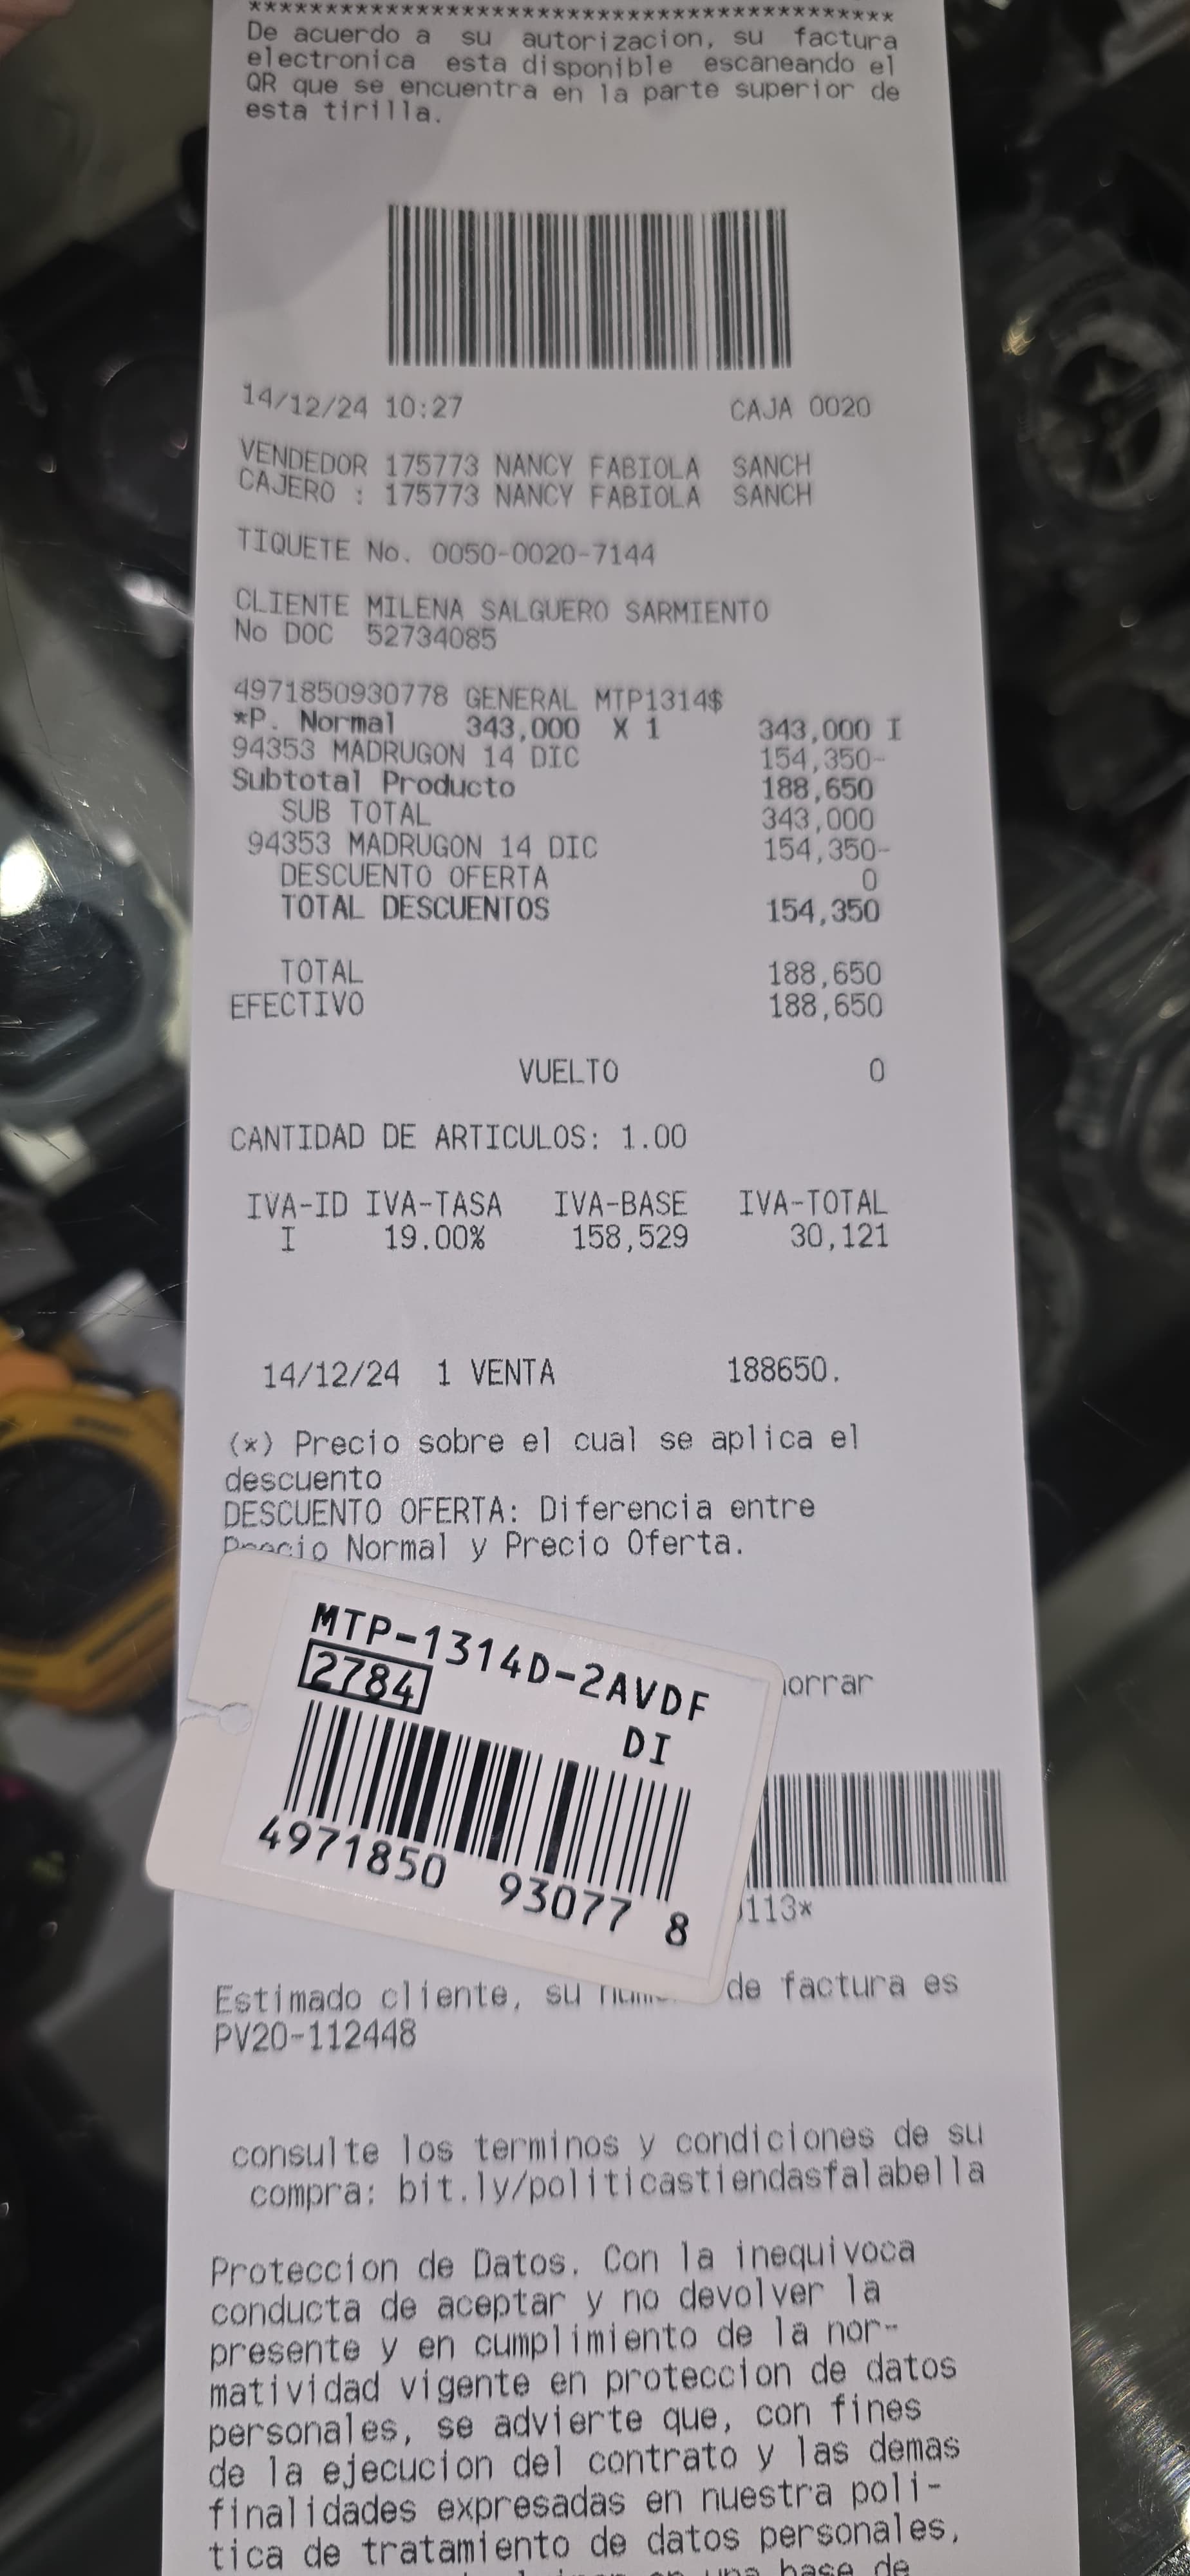 ******************************************
De acuerdo a su autorizacion, su factura
electronica esta disponible escaneando el
QR que se encuentra en la parte superior de
esta tirilla.
14/12/24 10:27 CAJA 0020
VENDEDOR 175773 NANCY FABIOLA SANCH
CAJERO : 175773 NANCY FABIOLA SANCH
TIQUETE No. 0050-0020-7144
CLIENTE MILENA SALGUERO SARMIENTO
No DOC 52734085
4971850930778 GENERAL MTP1314$
*P. Normal 343,000 X 1 343,000 I
94353 MADRUGON 14 DIC 154,350-
Subtotal Producto 188,650
SUB TOTAL 343,000
94353 MADRUGON 14 DIC 154,350-
DESCUENTO OFERTA 0
TOTAL DESCUENTOS 154,350
TOTAL 188,650
EFECTIVO 188,650
VUELTO 0
CANTIDAD DE ARTICULOS: 1.00
IVA-ID IVA-TASA IVA-BASE IVA-TOTAL
I 19.00% 158,529 30,121
14/12/24 1 VENTA 188650.
(*) Precio sobre el cual se aplica el
descuento
DESCUENTO OFERTA: Diferencia entre
Precio Normal y Precio Oferta.
MTP-1314D-2AVDF
2784
DI
4971850 93077 8
113*
Estimado cliente, su de factura es
PV20-112448
consulte los terminos y condiciones de su
compra: bit.ly/politicastiendasfalabella
Proteccion de Datos. Con la inequivoca
conducta de aceptar y no devolver la
presente y en cumplimiento de la nor-
matividad vigente en proteccion de datos
personales, se advierte que, con fines
de la ejecucion del contrato y las demas
finalidades expresadas en nuestra poli-
tica de tratamiento de datos personales,
base de